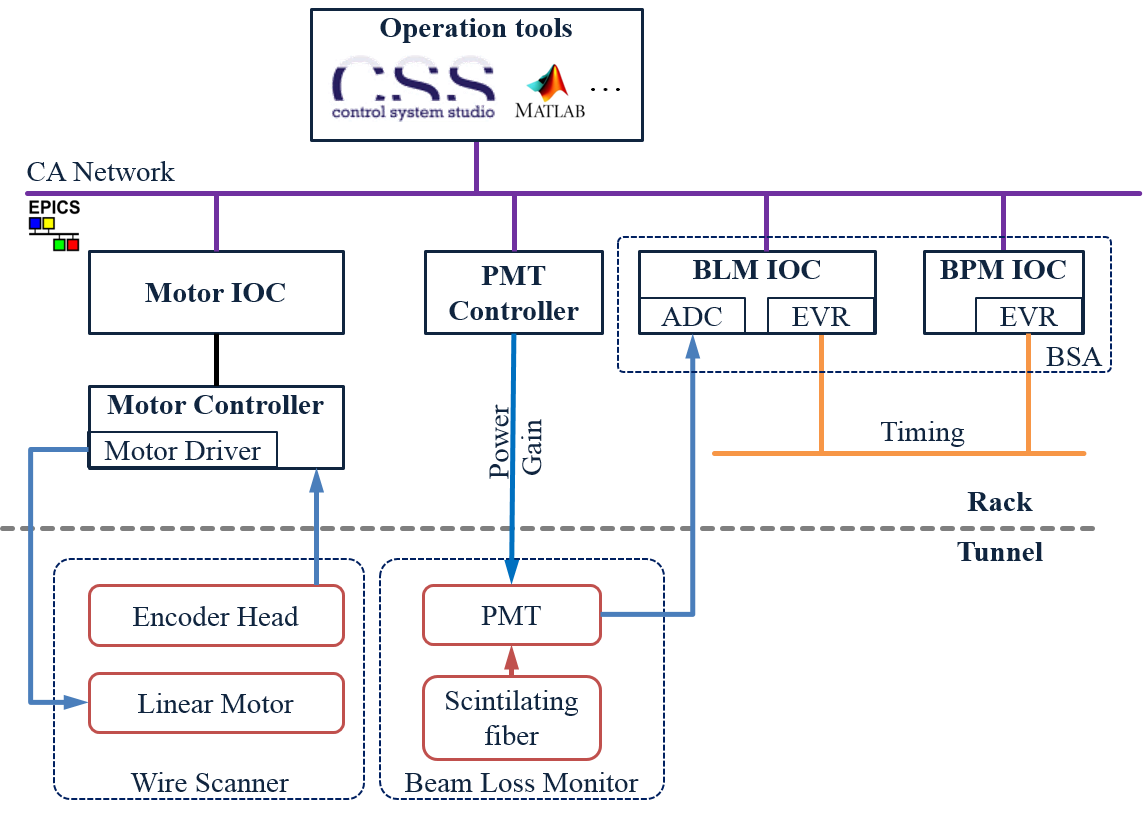 Operation tools
CSS
control system studio
MATLAB
...
CA Network
EPICS
Motor IOC
PMT
Controller
BLM IOC
ADC
EVR
BPM IOC
EVR
BSA
Motor Controller
Motor Driver
Power
Gain
Timing
Rack
Tunnel
Encoder Head
Linear Motor
Wire Scanner
PMT
Scintilating
fiber
Beam Loss Monitor